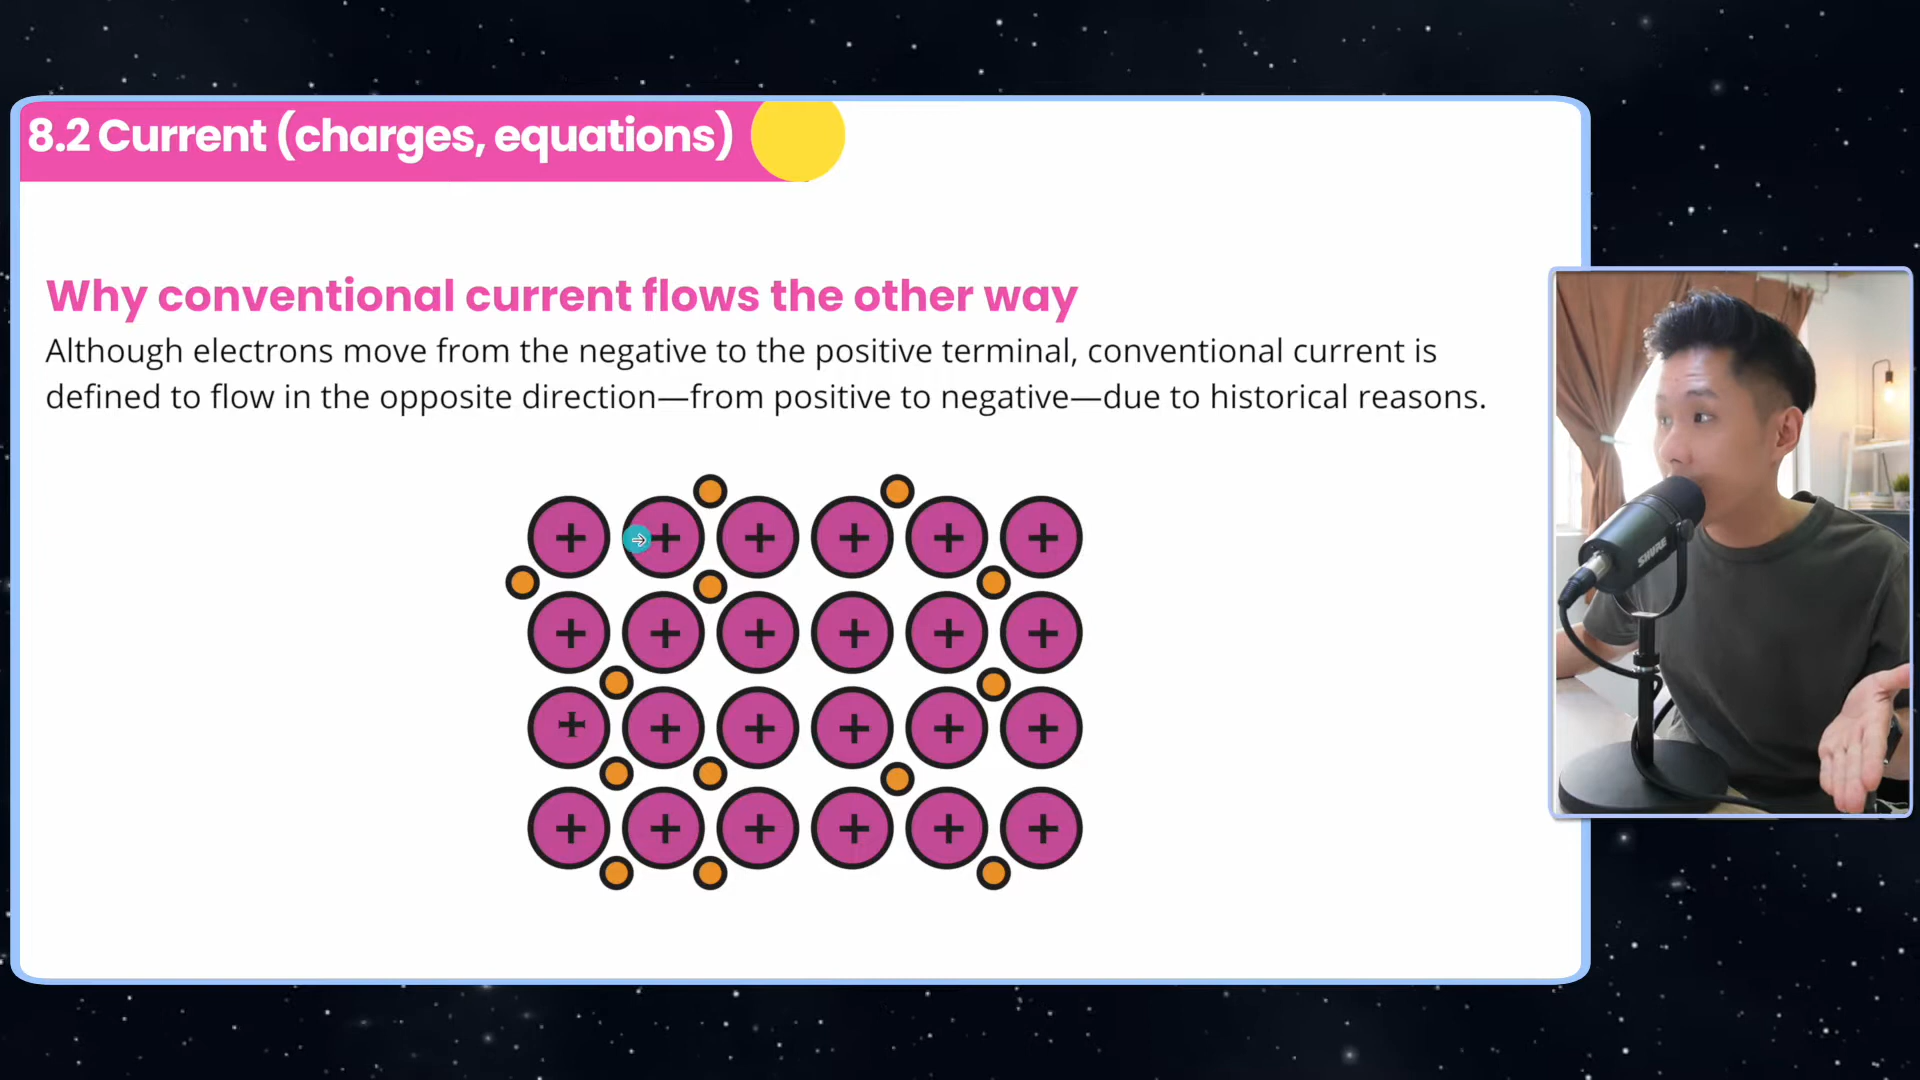 8.2 Current (charges, equations)
Why conventional current flows the other way
Although electrons move from the negative to the positive terminal, conventional current is
defined to flow in the opposite direction—from positive to negative—due to historical reasons.
+ + + + + +
+ + + + + +
+ + + + + +
+ + + + + +
SHURE